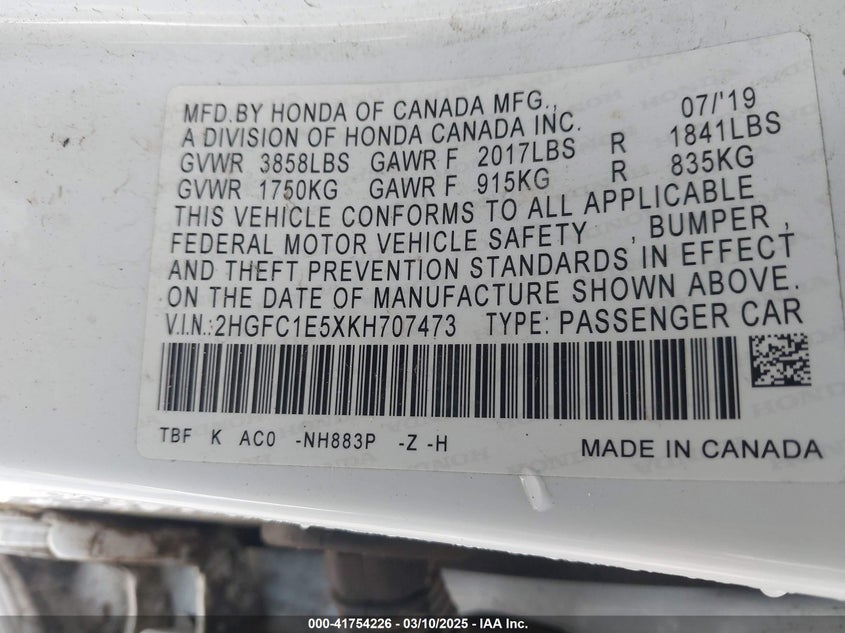 MFD.BY HONDA OF CANADA MFG., 07/'19
A DIVISION OF HONDA CANADA INC.
GVWR 3858LBS GAWR F 2017LBS R 1841LBS
GVWR 1750KG GAWR F 915KG R 835KG
THIS VEHICLE CONFORMS TO ALL APPLICABLE
FEDERAL MOTOR VEHICLE SAFETY , BUMPER ,
AND THEFT PREVENTION STANDARDS IN EFFECT
ON THE DATE OF MANUFACTURE SHOWN ABOVE.
V.I.N.:2HGFC1E5XKH707473 TYPE: PASSENGER CAR
TBF K AC0 -NH883P -Z -H MADE IN CANADA
000-41754226 - 03/10/2025 - IAA Inc.